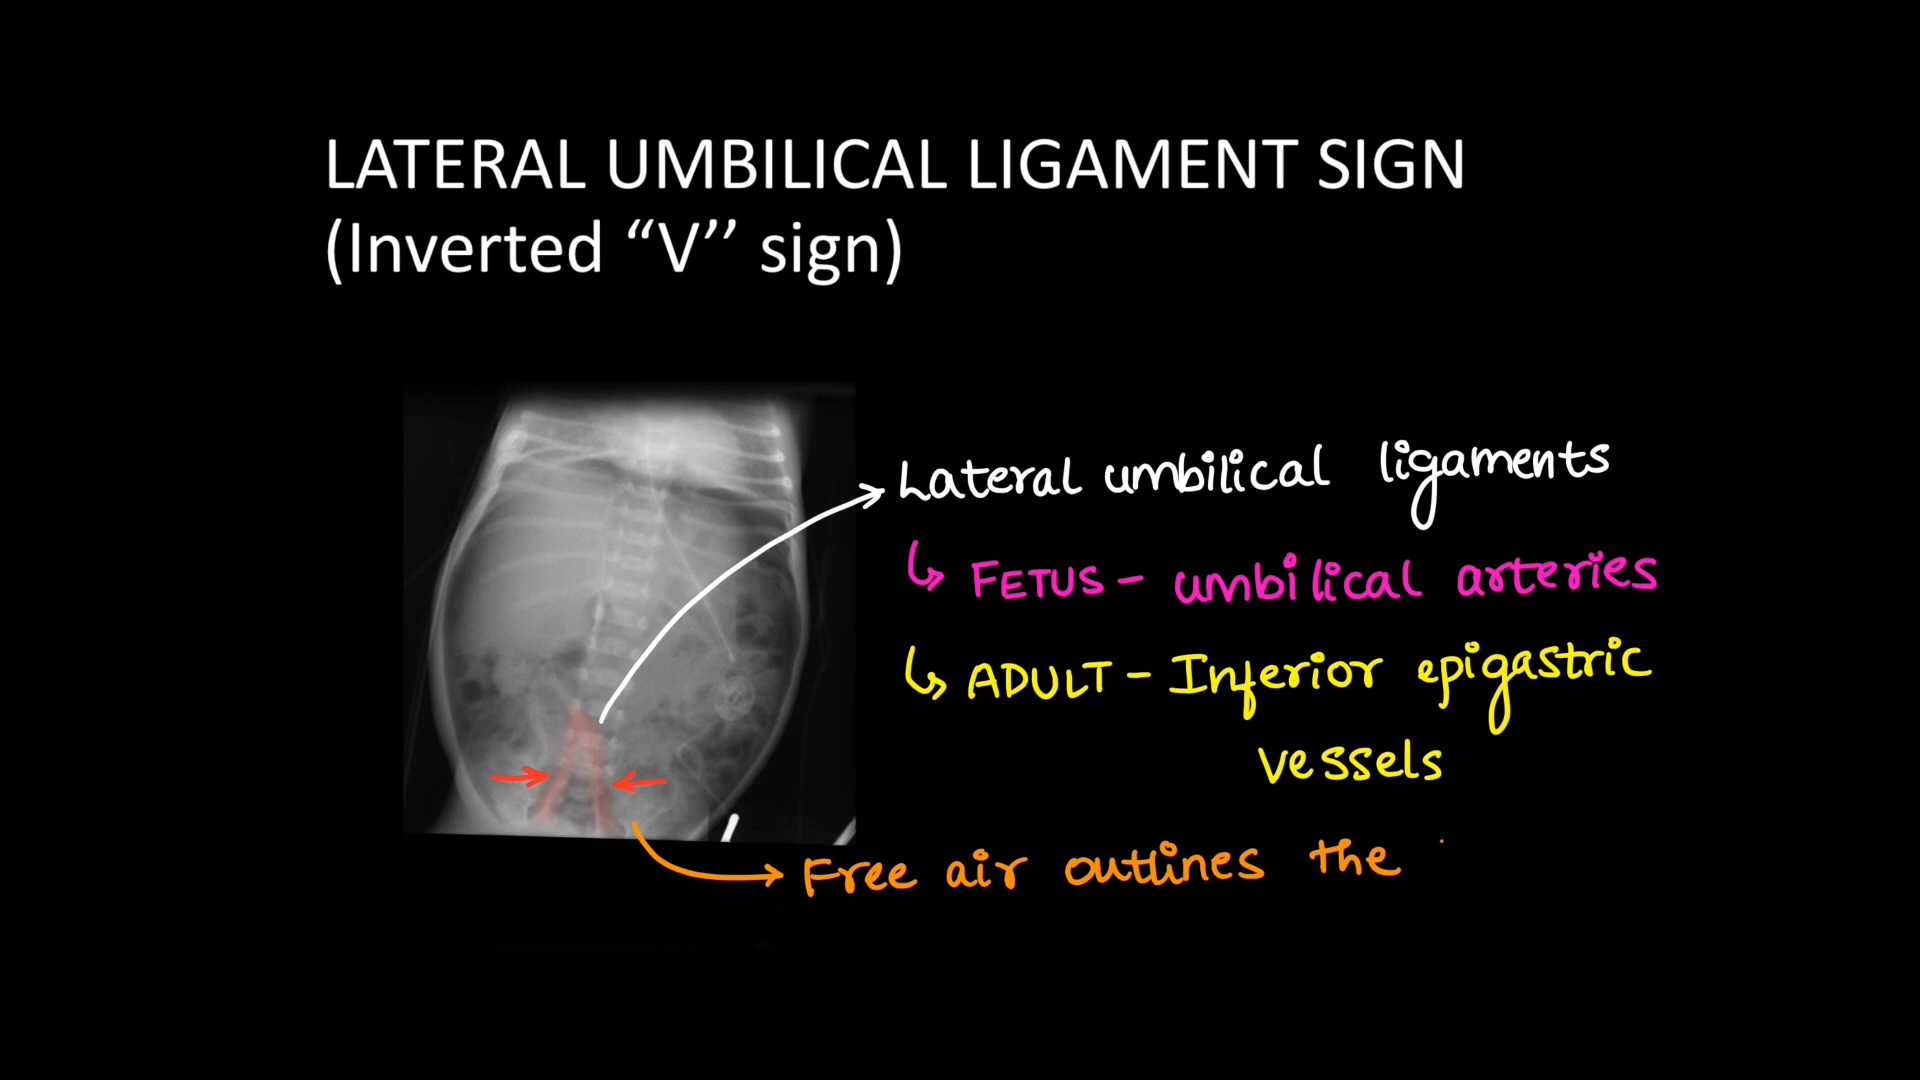 LATERAL UMBILICAL LIGAMENT SIGN
(Inverted “V’’ sign)
Lateral umbilical ligaments
↳ FETUS - umbilical arteries
↳ ADULT - Inferior epigastric
vessels
Free air outlines the